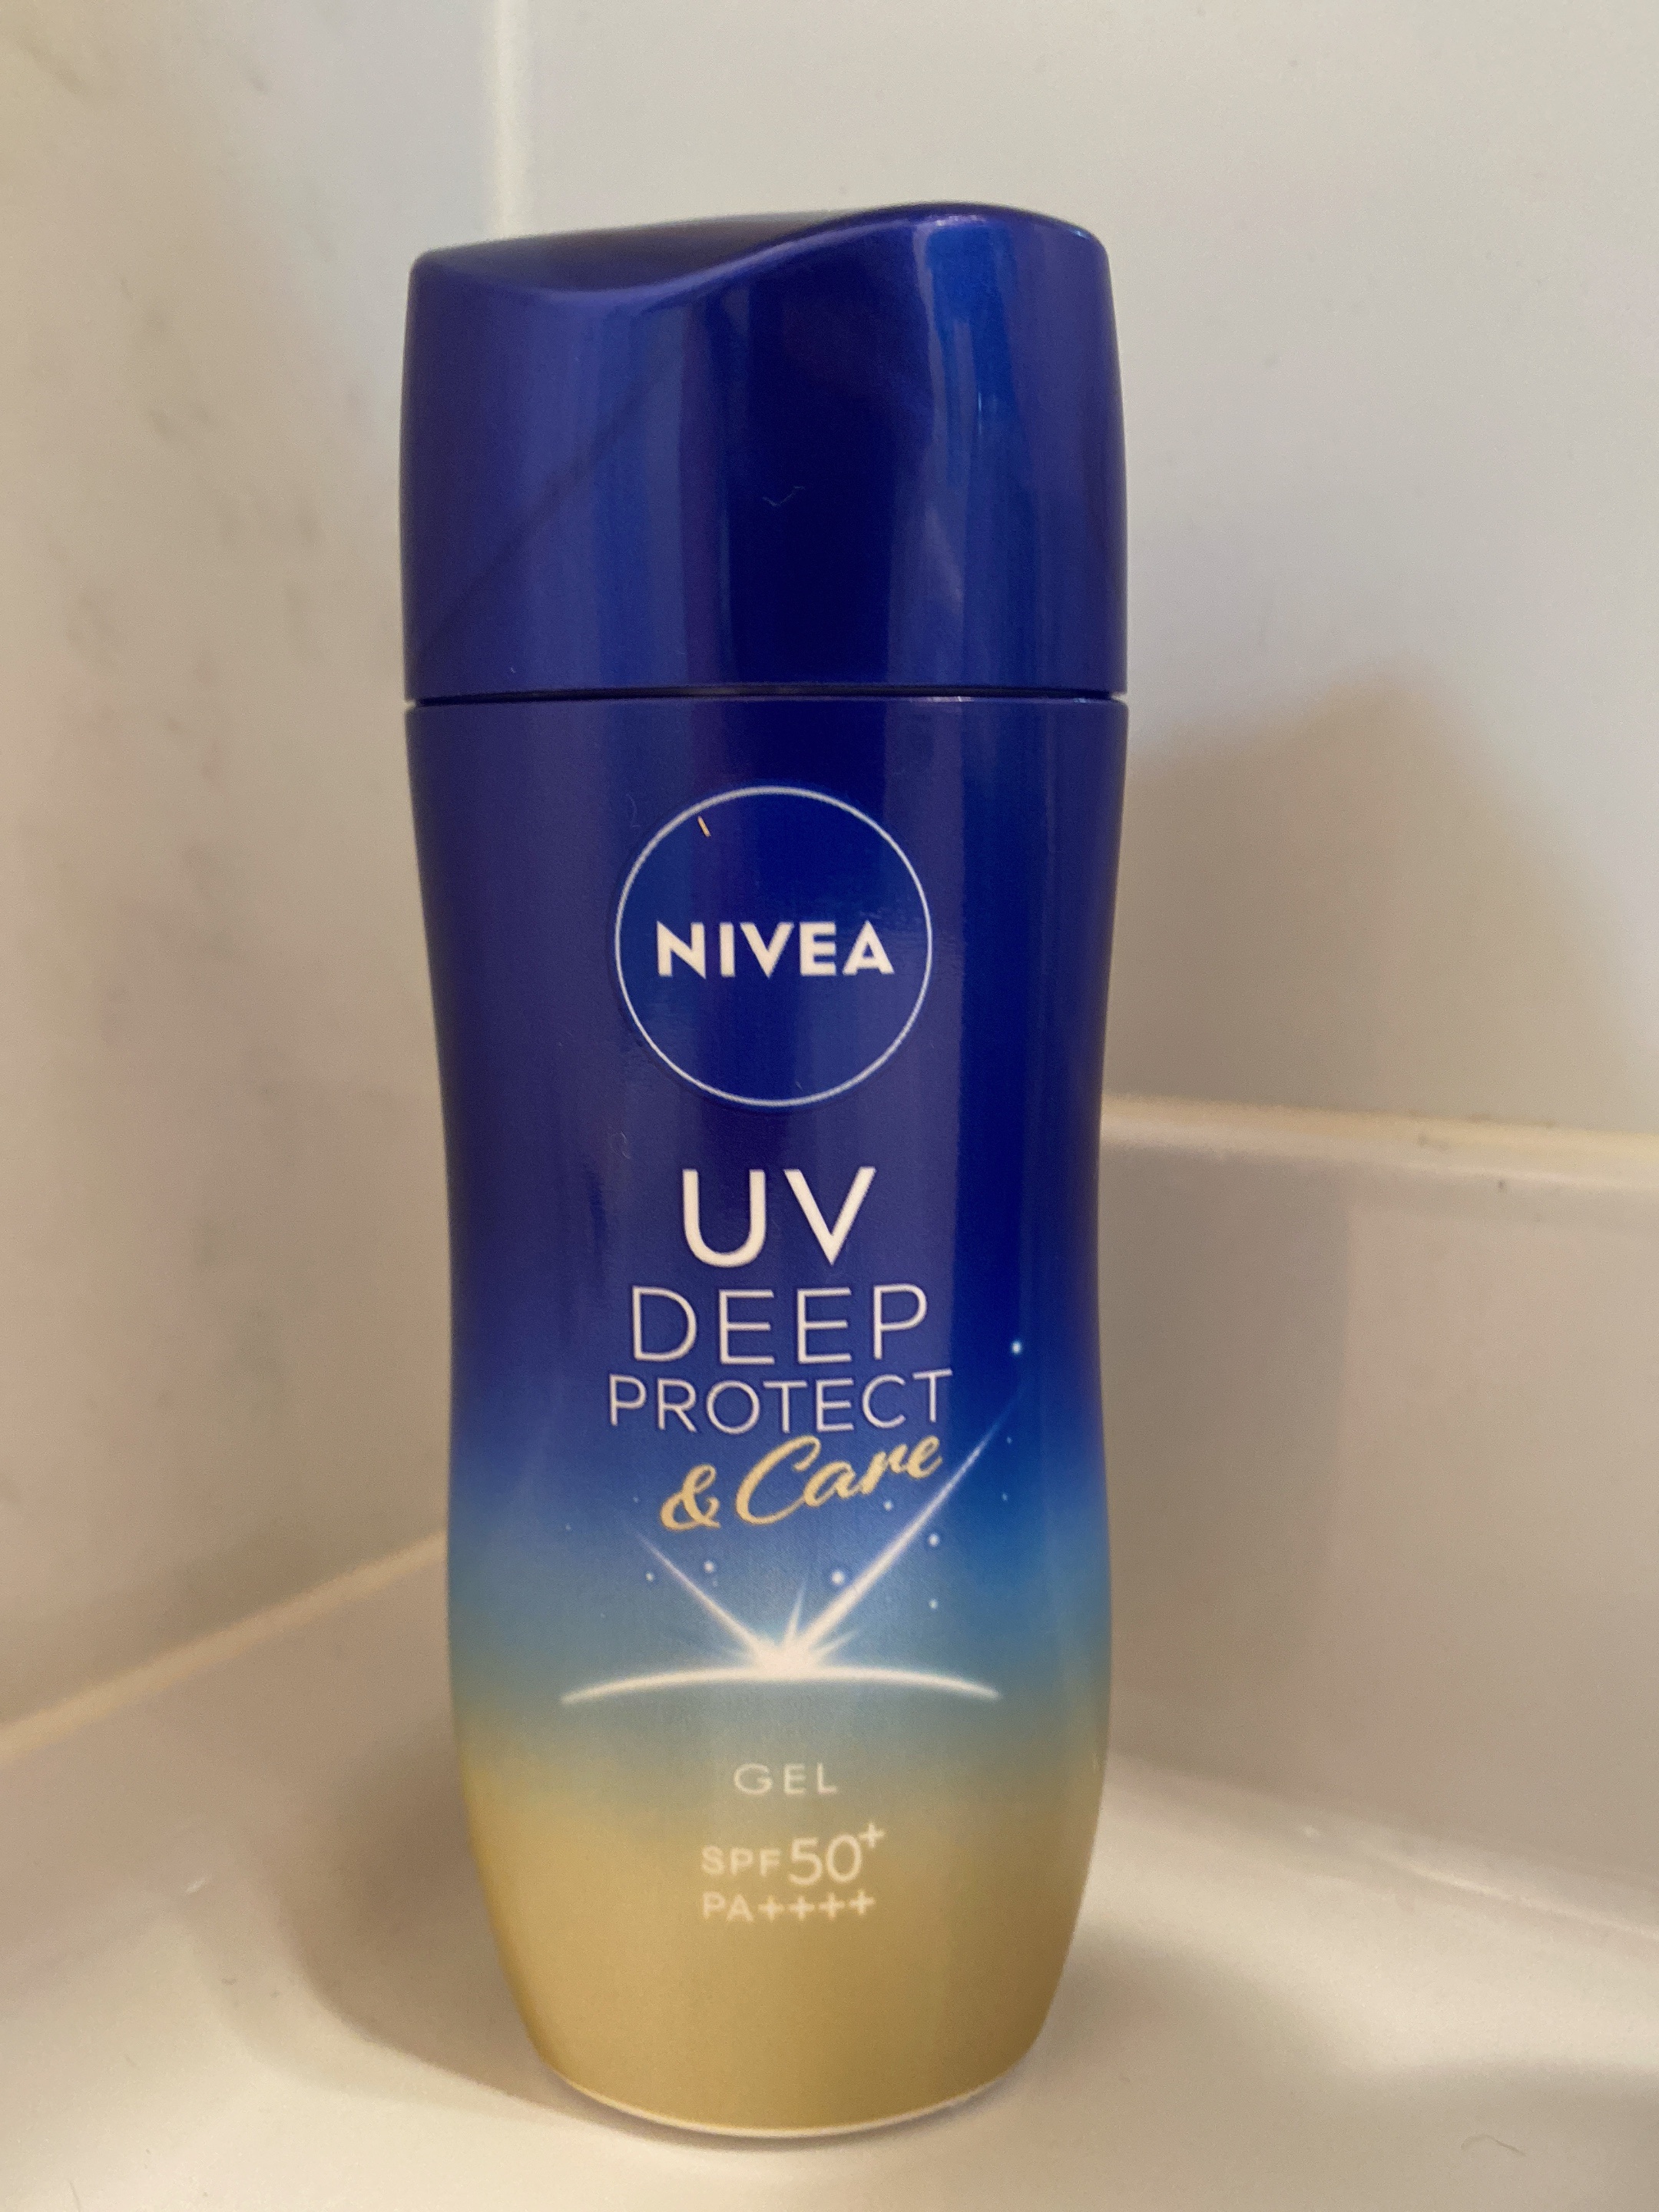 NIVEA
UV
DEEP
PROTECT
& Care
GEL
SPF50+
PA++++